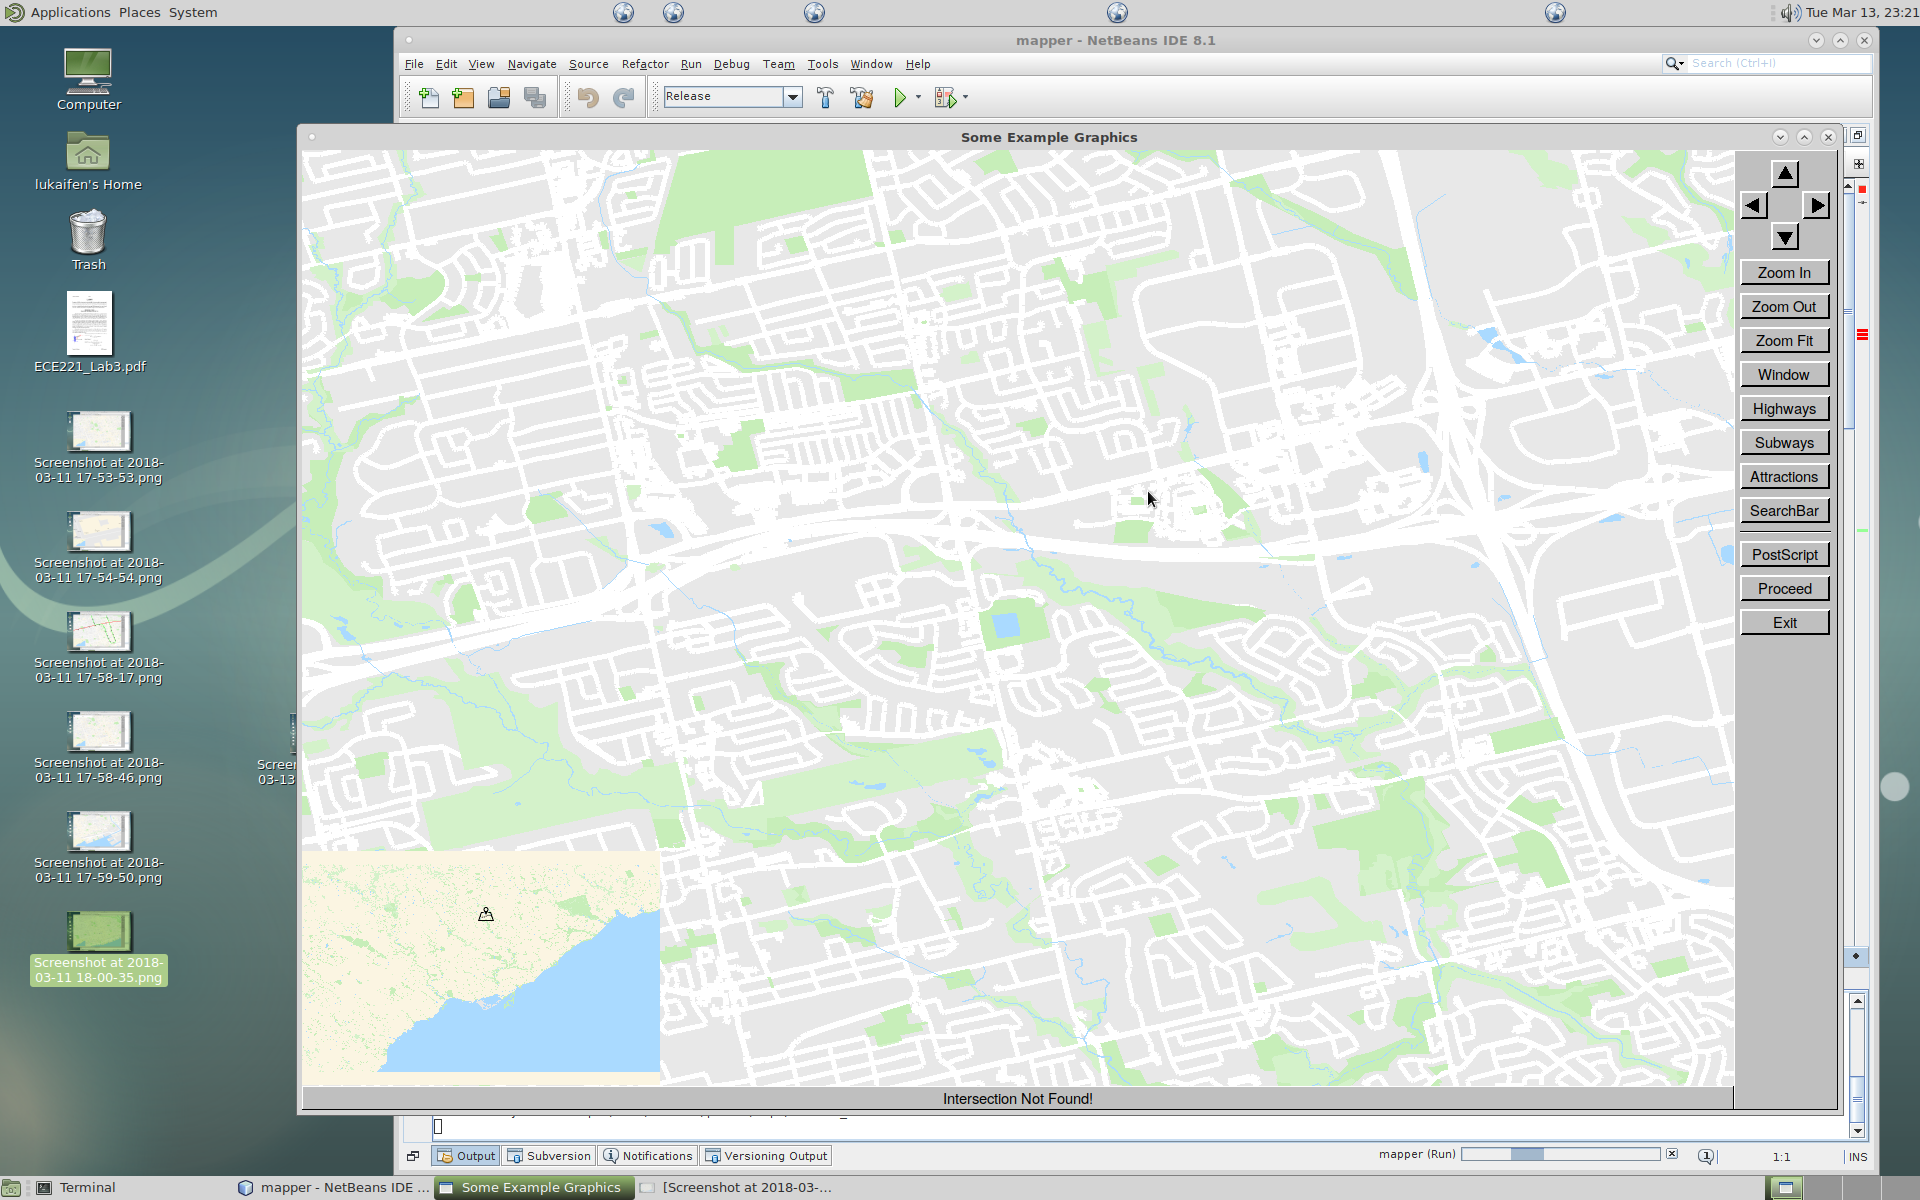 Applications Places System
Tue Mar 13, 23:21
mapper - NetBeans IDE 8.1
File Edit View Navigate Source Refactor Run Debug Team Tools Window Help
Search (Ctrl+I)
Release
Computer
lukaifen's Home
Trash
ECE221_Lab3.pdf
Screenshot at 2018-
03-11 17-53-53.png
Screenshot at 2018-
03-11 17-54-54.png
Screenshot at 2018-
03-11 17-58-17.png
Screenshot at 2018-
03-11 17-58-46.png
Screenshot at 2018-
03-11 17-59-50.png
Screenshot at 2018-
03-11 18-00-35.png
Screen
03-13
Some Example Graphics
Zoom In
Zoom Out
Zoom Fit
Window
Highways
Subways
Attractions
SearchBar
PostScript
Proceed
Exit
Intersection Not Found!
Output Subversion Notifications Versioning Output
mapper (Run)
1:1
INS
Terminal
mapper - NetBeans IDE ...
Some Example Graphics
[Screenshot at 2018-03-...